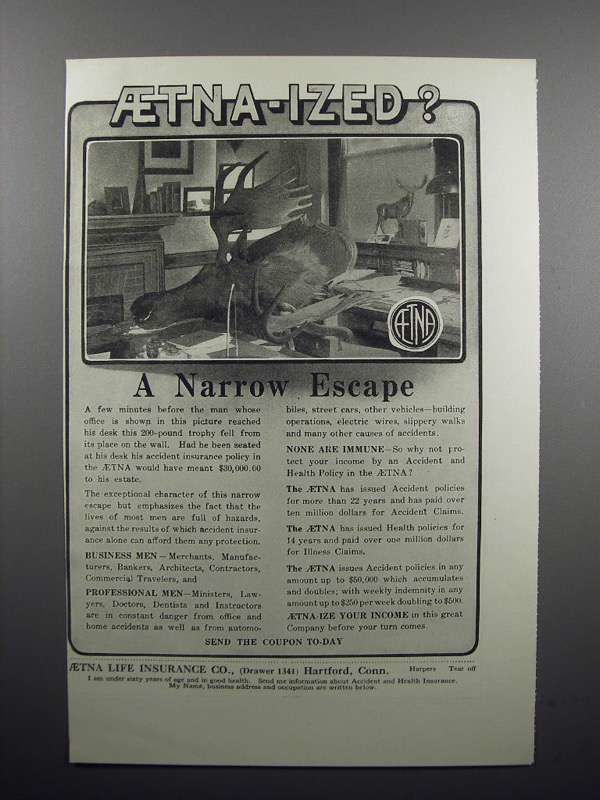 ÆTNA-IZED?
ÆTNA
A Narrow Escape
A few minutes before the man whose
office is shown in this picture reached
his desk this 200-pound trophy fell from
its place on the wall. Had he been seated
at his desk his accident insurance policy in
the ÆTNA would have meant $30,000.00
to his estate.
The exceptional character of this narrow
escape but emphasizes the fact that the
lives of most men are full of hazards,
against the results of which accident insur-
ance alone can afford them any protection.
BUSINESS MEN—Merchants, Manufac-
turers, Bankers, Architects, Contractors,
Commercial Travelers, and
PROFESSIONAL MEN—Ministers, Law-
yers, Doctors, Dentists and Instructors
are in constant danger from office and
home accidents as well as from automo-
biles, street cars, other vehicles—building
operations, electric wires, slippery walks
and many other causes of accidents.
NONE ARE IMMUNE—So why not pro-
tect your income by an Accident and
Health Policy in the ÆTNA?
The ÆTNA has issued Accident policies
for more than 22 years and has paid over
ten million dollars for Accident Claims.
The ÆTNA has issued Health policies for
14 years and paid over one million dollars
for Illness Claims.
The ÆTNA issues Accident policies in any
amount up to $50,000 which accumulates
and doubles; with weekly indemnity in any
amount up to $250 per week doubling to $500.
ÆTNA-IZE YOUR INCOME in this great
Company before your turn comes.
SEND THE COUPON TO-DAY
ÆTNA LIFE INSURANCE CO., (Drawer 1341) Hartford, Conn. Harpers Tear off
I am under sixty years of age and in good health. Send me information about Accident and Health Insurance.
My Name, business address and occupation are written below.